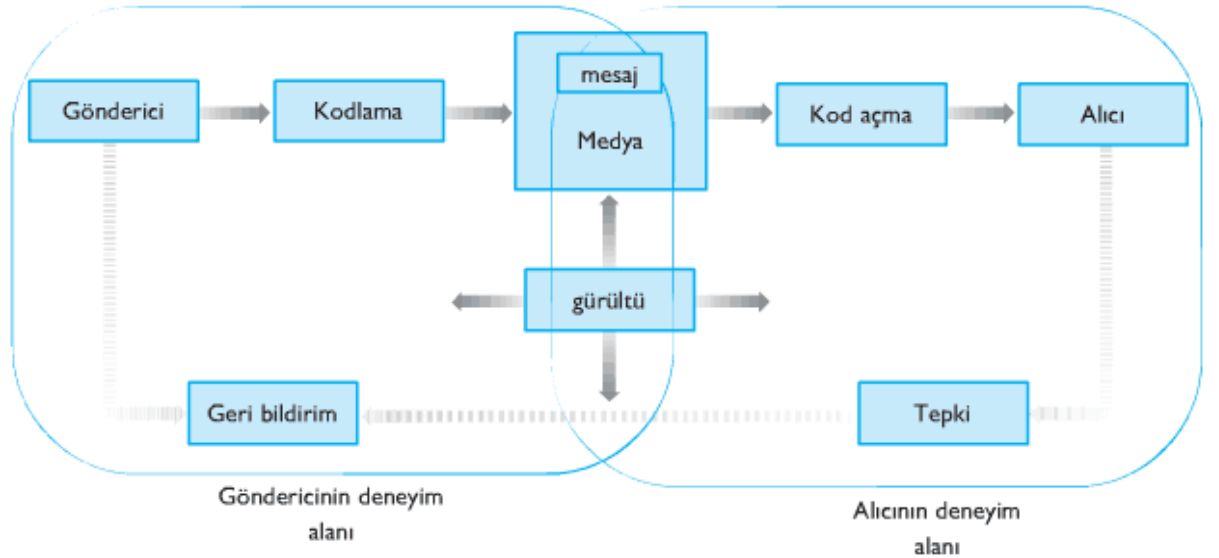 mesaj
Gönderici
Kodlama
Medya
Kod açma
Alıcı
gürültü
Geri bildirim
Tepki
Göndericinin deneyim
alanı
Alıcının deneyim
alanı